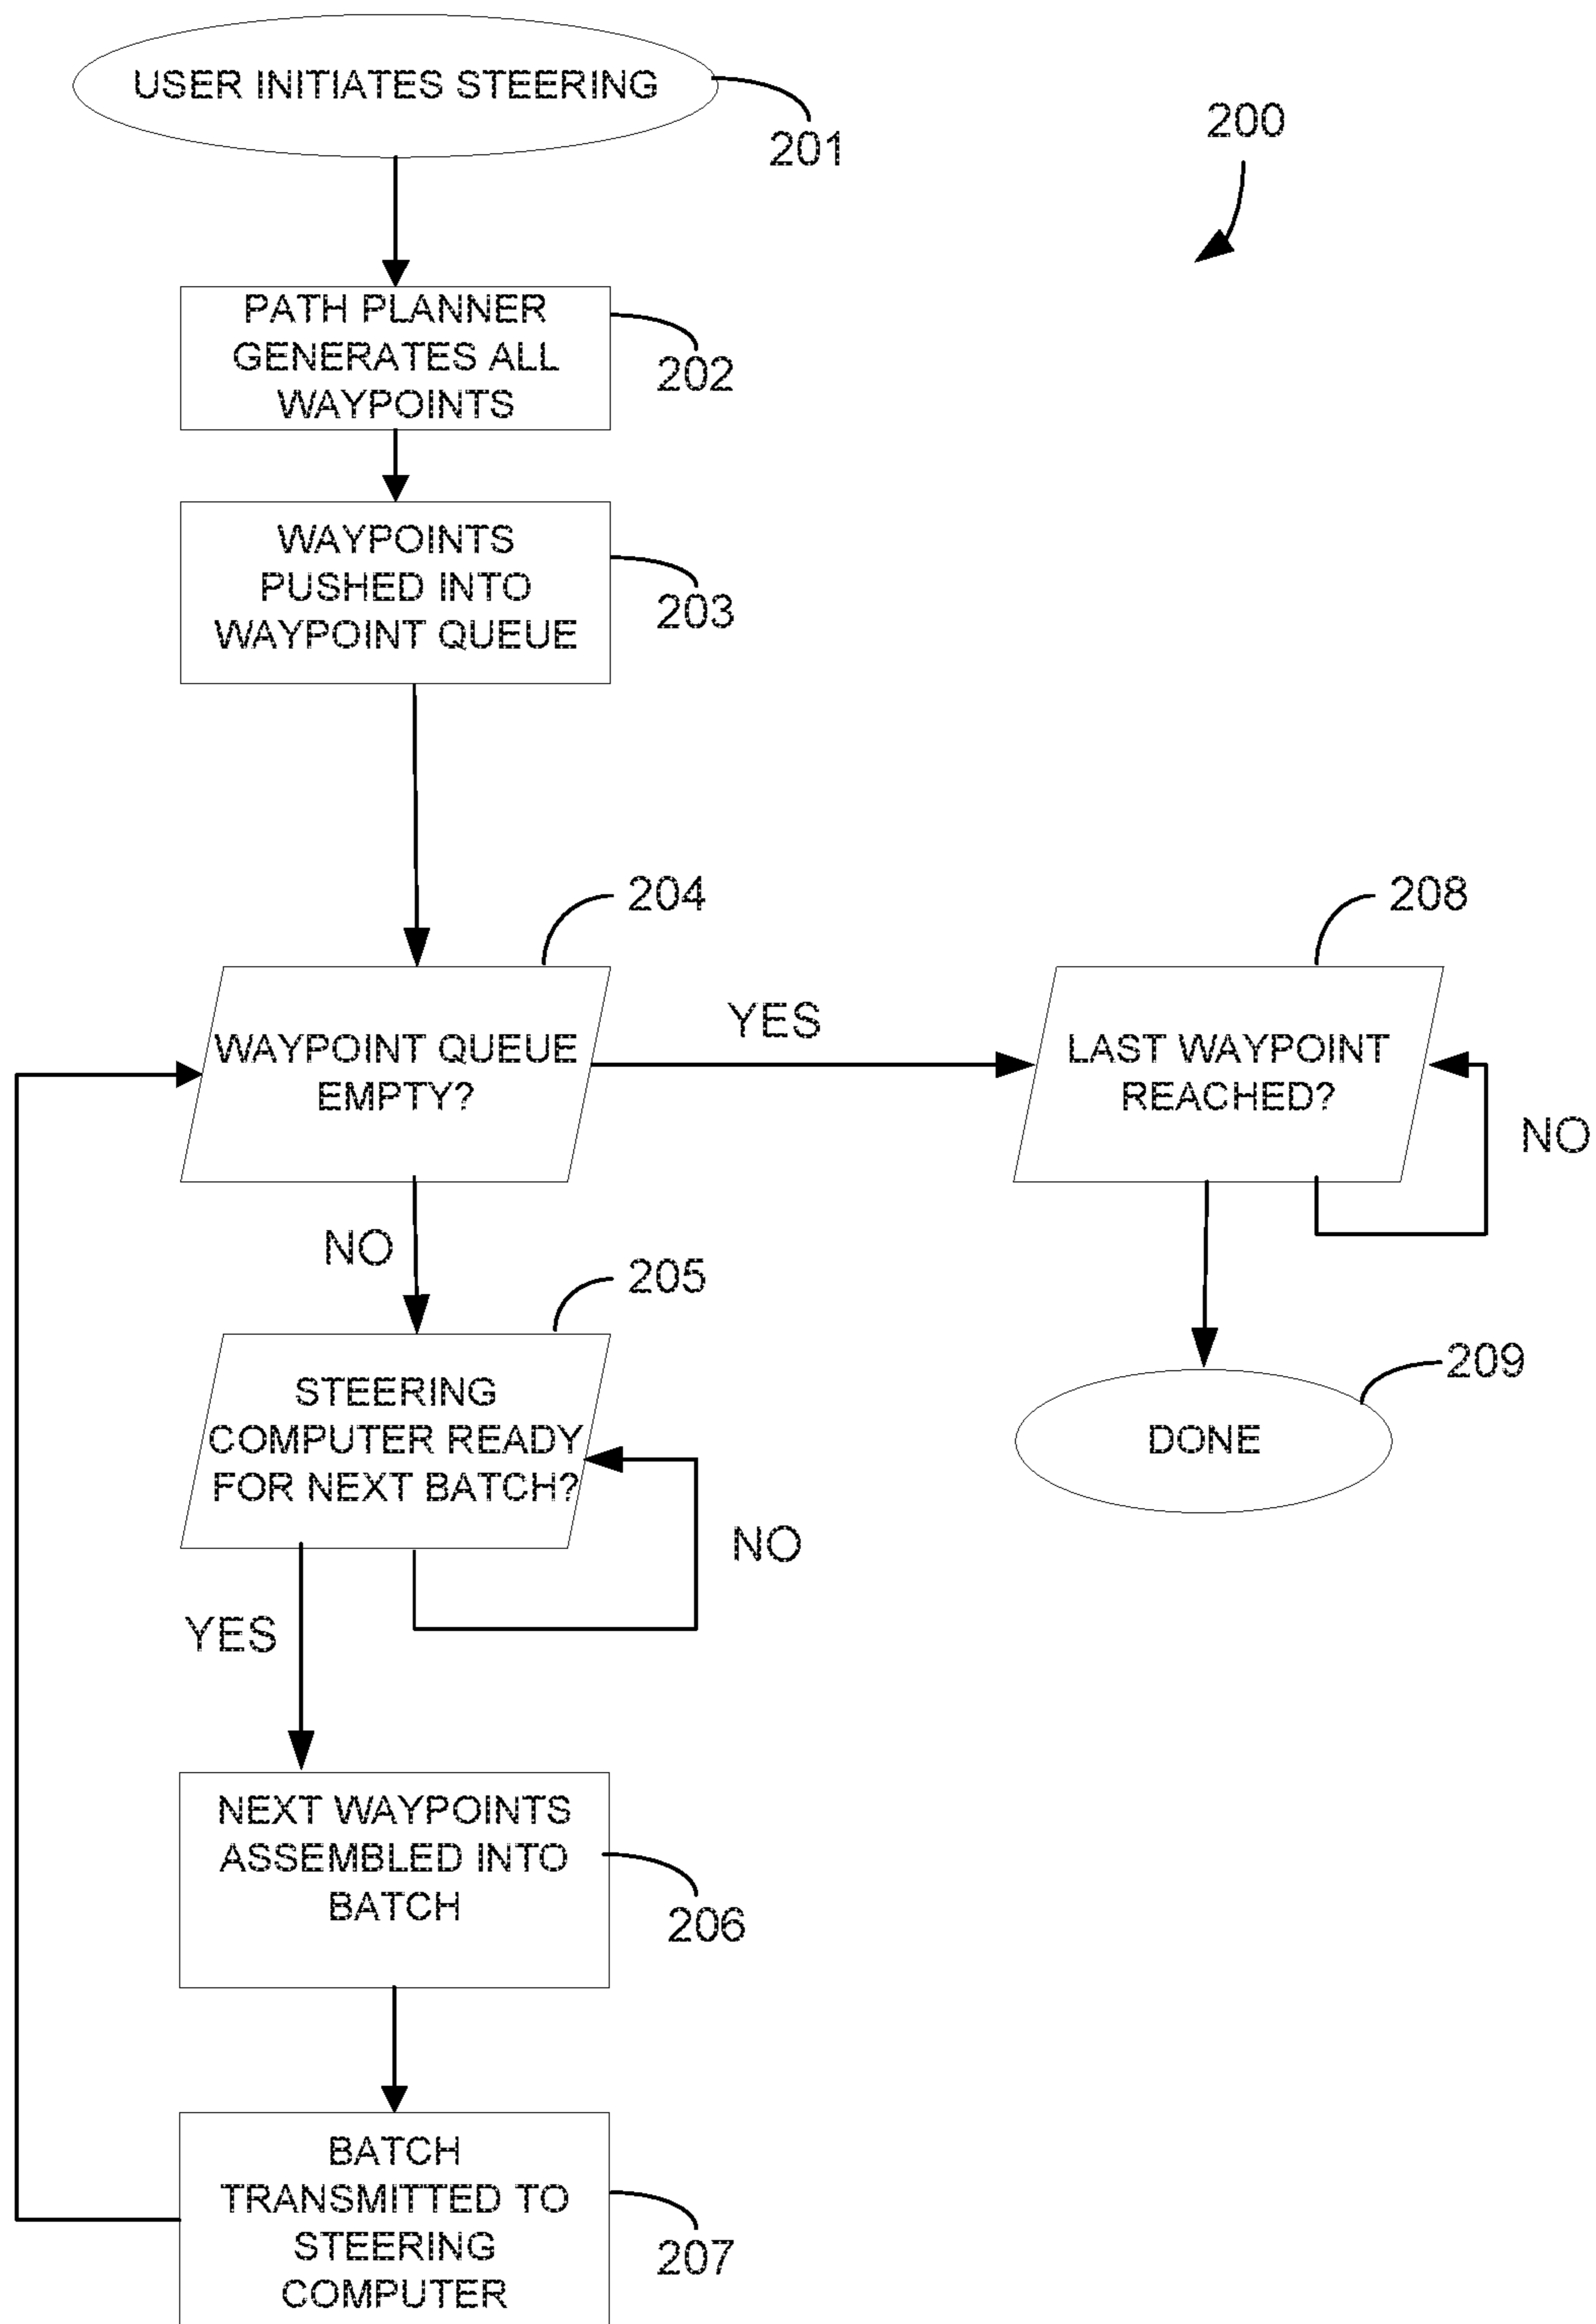 USER INITIATES STEERING
201
200
PATH PLANNER
GENERATES ALL
WAYPOINTS
202
WAYPOINTS
PUSHED INTO
WAYPOINT QUEUE
203
204
208
WAYPOINT QUEUE
EMPTY?
YES
LAST WAYPOINT
REACHED?
NO
NO
205
STEERING
COMPUTER READY
FOR NEXT BATCH?
209
DONE
NO
YES
NEXT WAYPOINTS
ASSEMBLED INTO
BATCH
206
BATCH
TRANSMITTED TO
STEERING
COMPUTER
207